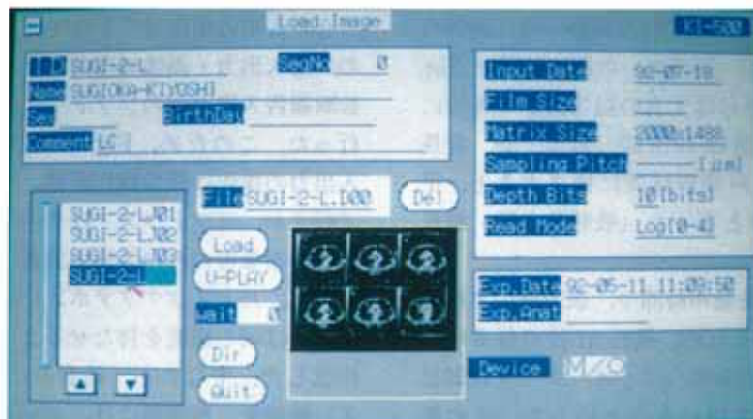 Load Image
KI-500
ID SUGI-2-L SeqNo 0
Name SUGIOKA-KIYOSHI
Sex BirthDay
Comment LC
Input Date 92-07-18
Film Size
Matrix Size 2000x1488
Sampling Pitch [μm]
Depth Bits 10[bits]
Read Mode Log[0-4]
File SUGI-2-L.D00 Del
SUGI-2-LJ01
SUGI-2-LJ02
SUGI-2-LJ03
SUGI-2-L
Load
V-PLAY
wait 0
Dir
Quit
Exp.Date 92-05-11 11:09:50
Exp.Anat
Device M/O